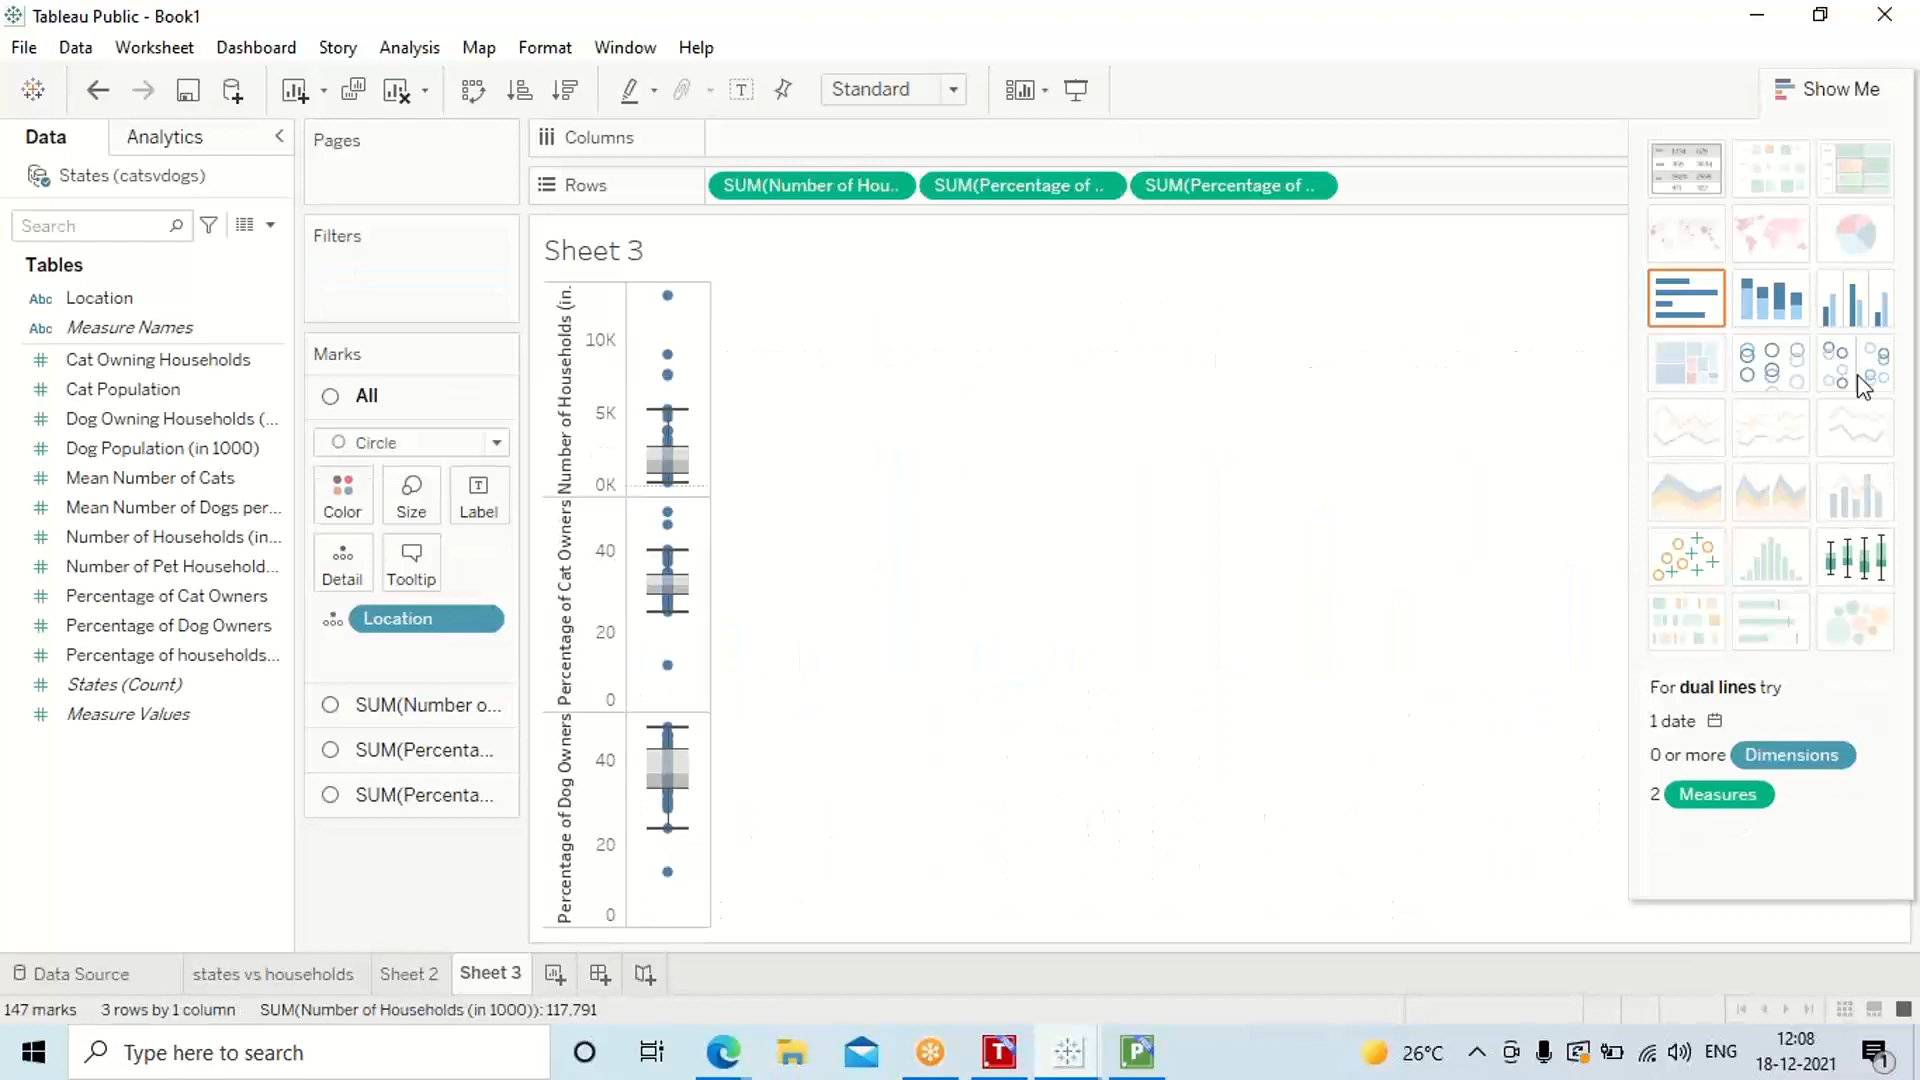 Tableau Public - Book1
File Data Worksheet Dashboard Story Analysis Map Format Window Help
Standard
Show Me
Data Analytics
States (catsvdogs)
Search
Tables
Abc Location
Abc Measure Names
Cat Owning Households
Cat Population
Dog Owning Households (...
Dog Population (in 1000)
Mean Number of Cats
Mean Number of Dogs per...
Number of Households (in...
Number of Pet Household...
Percentage of Cat Owners
Percentage of Dog Owners
Percentage of households...
States (Count)
Measure Values
Pages
Filters
Marks
All
Circle
Color Size Label
Detail Tooltip
Location
SUM(Number o...
SUM(Percenta...
SUM(Percenta...
Columns
Rows SUM(Number of Hou.. SUM(Percentage of .. SUM(Percentage of ..
Sheet 3
Number of Households (in.
10K
5K
0K
Percentage of Cat Owners
40
20
0
Percentage of Dog Owners
40
20
0
For dual lines try
1 date
0 or more Dimensions
2 Measures
Data Source states vs households Sheet 2 Sheet 3
147 marks 3 rows by 1 column SUM(Number of Households (in 1000)): 117.791
Type here to search
T
P
26°C
ENG
12:08
18-12-2021
1